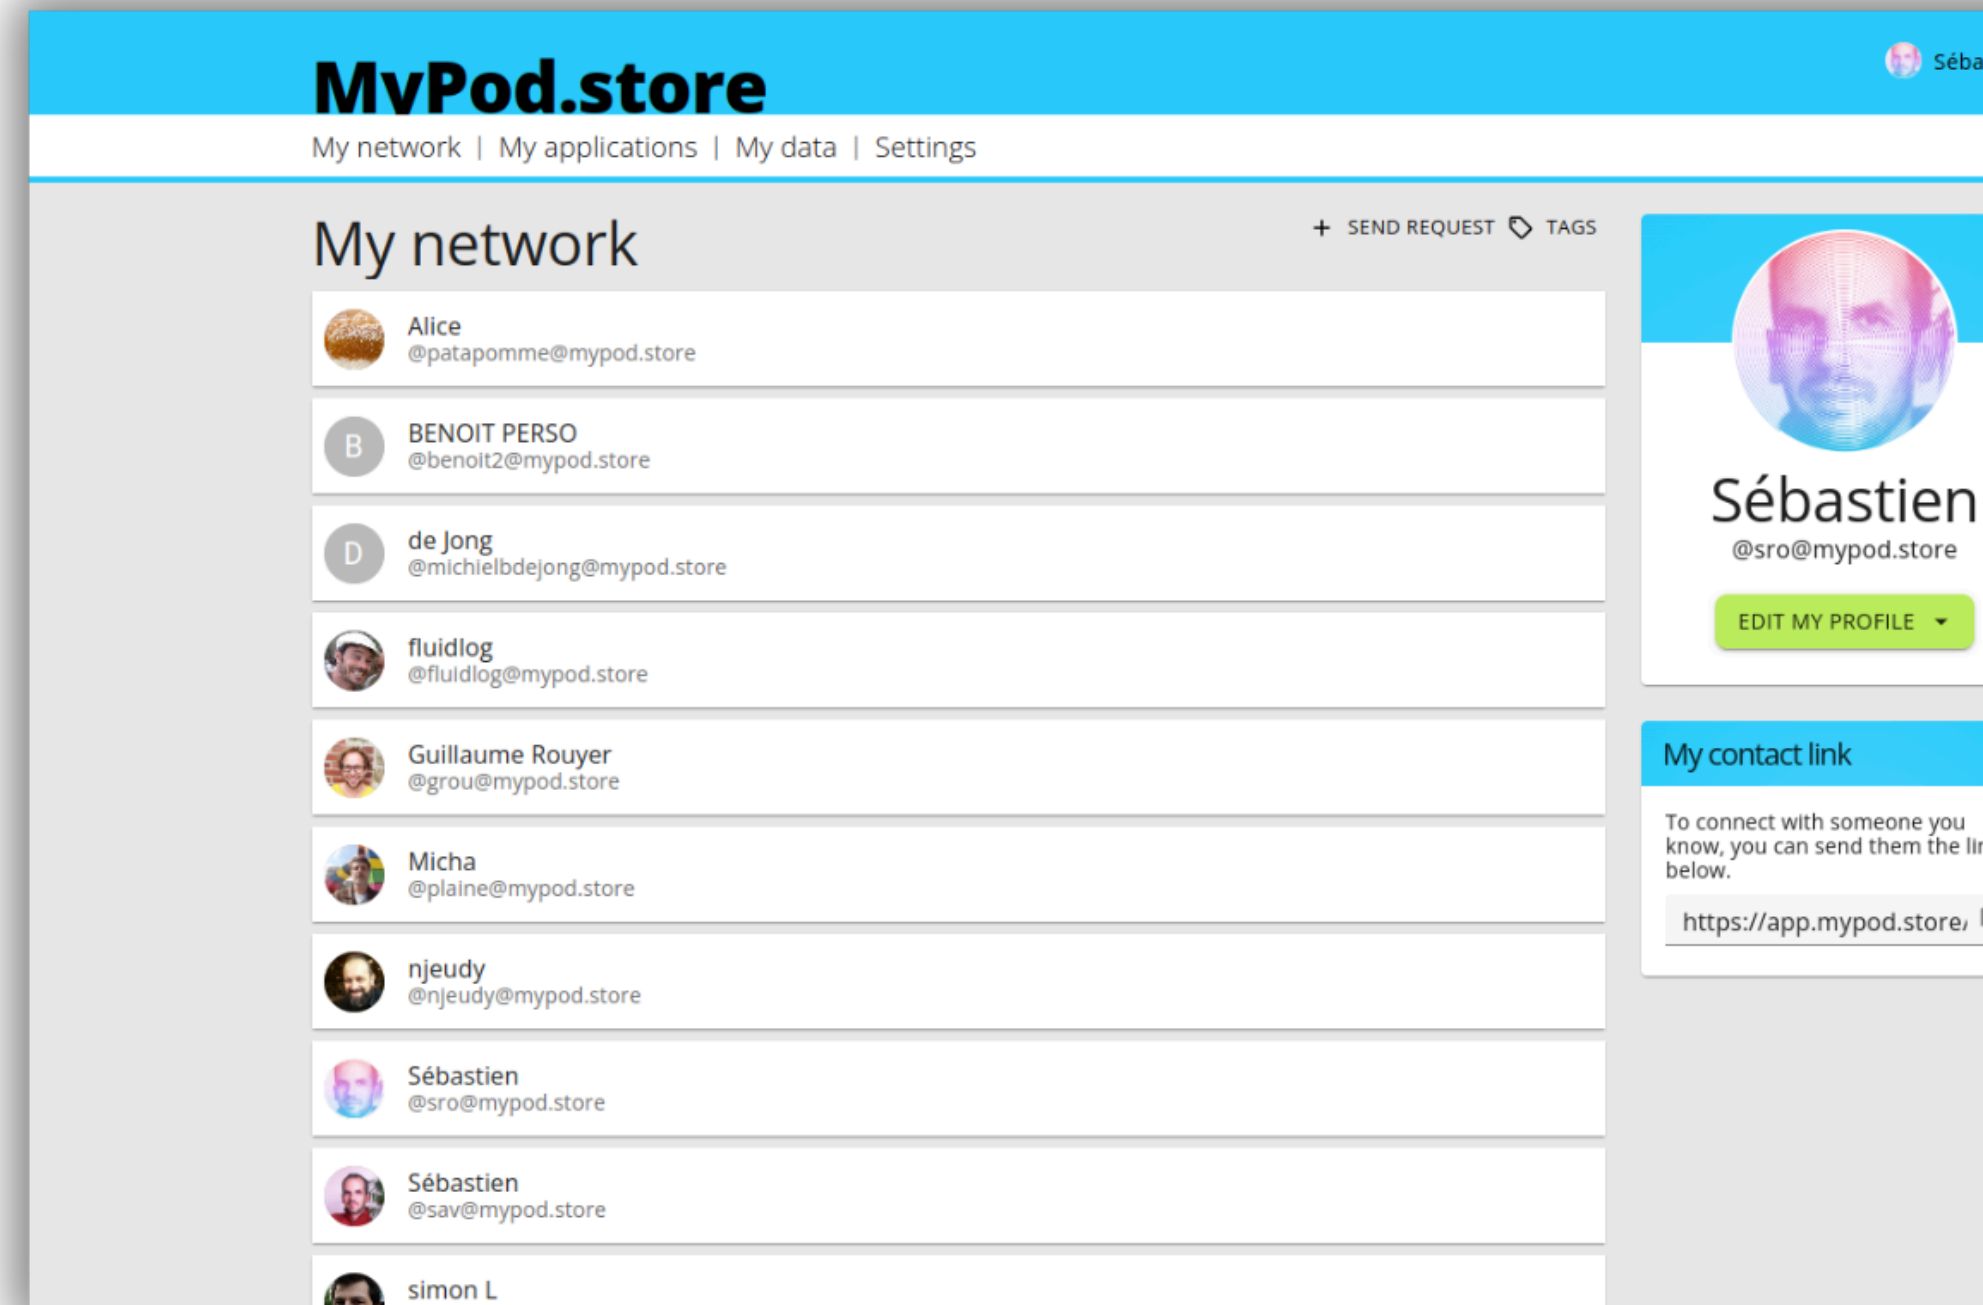 MyPod.store
Séba
My network | My applications | My data | Settings
My network
+ SEND REQUEST TAGS
Alice
@patapomme@mypod.store
B
BENOIT PERSO
@benoit2@mypod.store
D
de Jong
@michielbdejong@mypod.store
fluidlog
@fluidlog@mypod.store
Guillaume Rouyer
@grou@mypod.store
Micha
@plaine@mypod.store
njeudy
@njeudy@mypod.store
Sébastien
@sro@mypod.store
Sébastien
@sav@mypod.store
simon L
Sébastien
@sro@mypod.store
EDIT MY PROFILE
My contact link
To connect with someone you
know, you can send them the
below.
https://app.mypod.store/